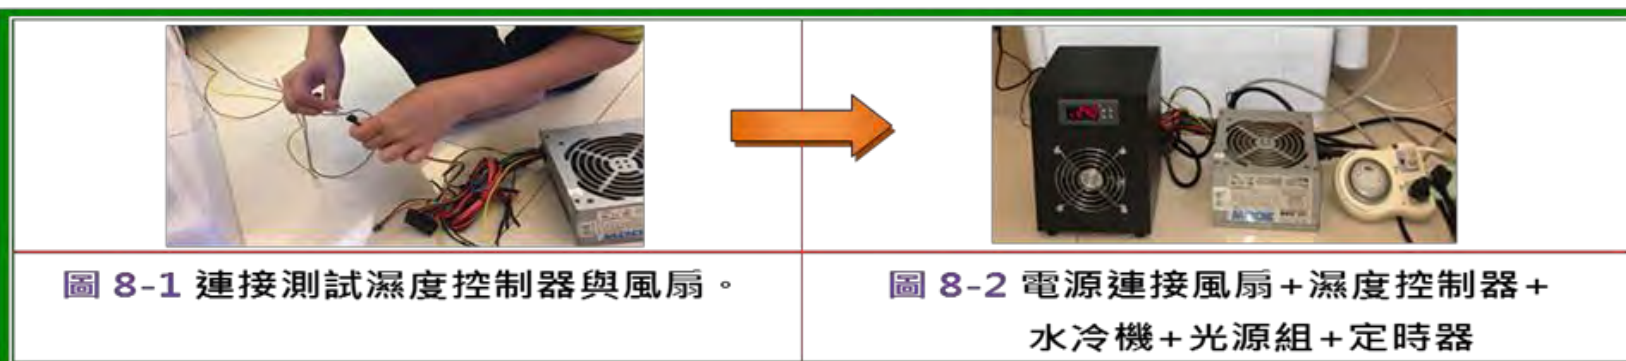 圖 8-1 連接測試濕度控制器與風扇。
圖 8-2 電源連接風扇+濕度控制器+
水冷機+光源組+定時器